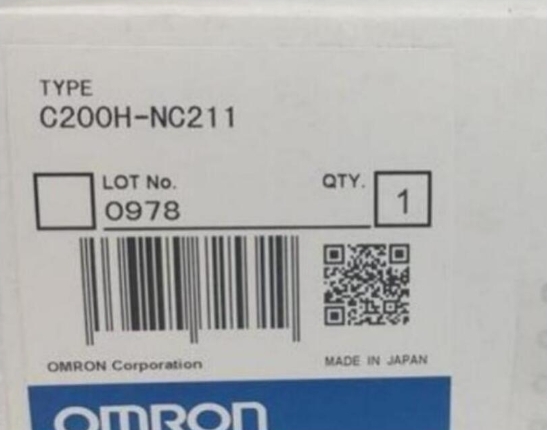 TYPE
C200H-NC211
LOT No.
0978
QTY.
1
OMRON Corporation
MADE IN JAPAN
OMRON